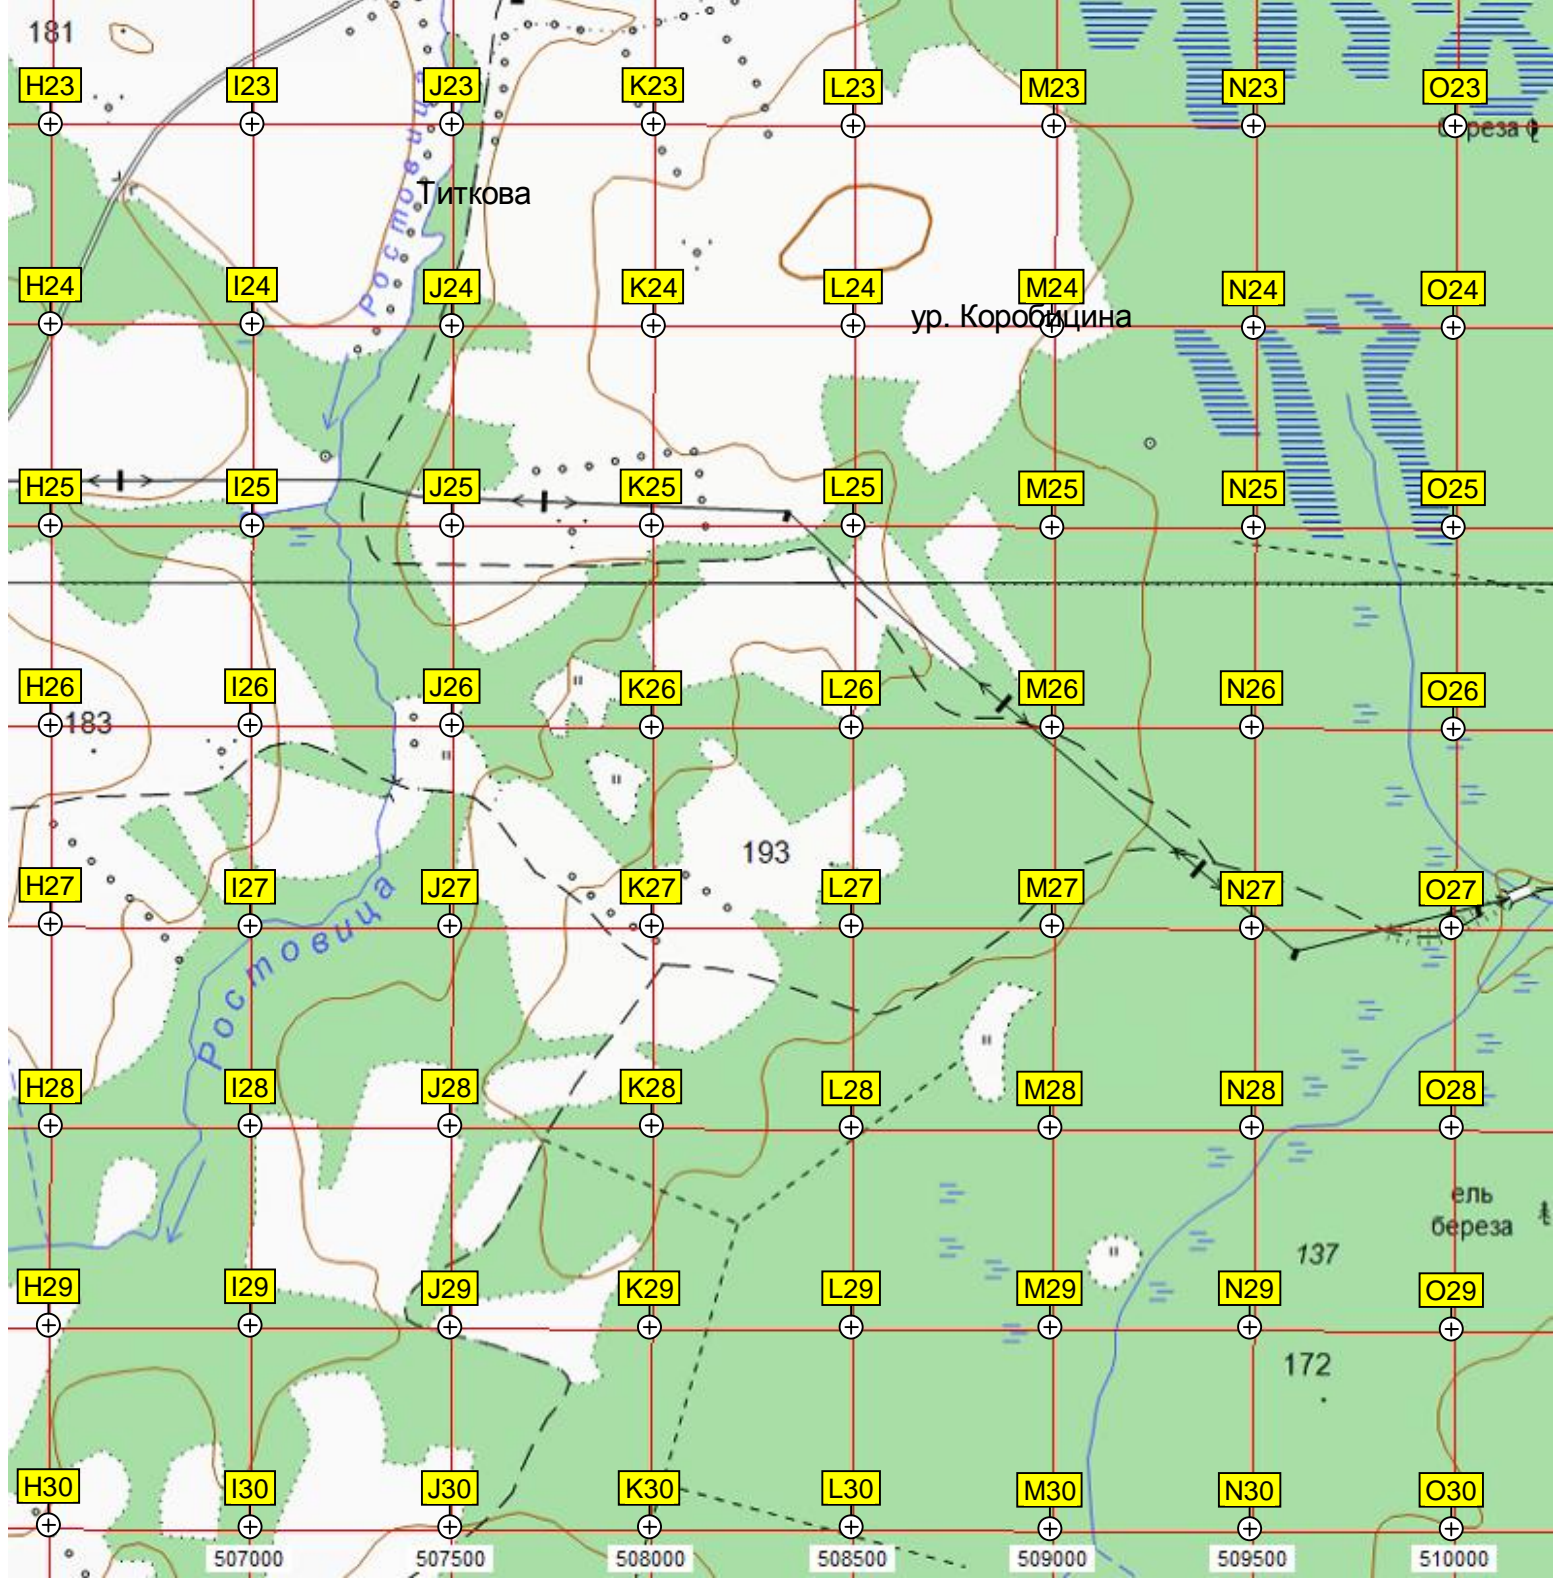 181
H23 I23 J23 K23 L23 M23 N23 O23
береза
Ростовица
Титкова
H24 I24 J24 K24 L24 M24 N24 O24
ур. Коробицина
H25 I25 J25 K25 L25 M25 N25 O25
H26 I26 J26 K26 L26 M26 N26 O26
183
193
H27 I27 J27 K27 L27 M27 N27 O27
Ростовица
H28 I28 J28 K28 L28 M28 N28 O28
ель
береза
137
H29 I29 J29 K29 L29 M29 N29 O29
172
H30 I30 J30 K30 L30 M30 N30 O30
507000 507500 508000 508500 509000 509500 510000